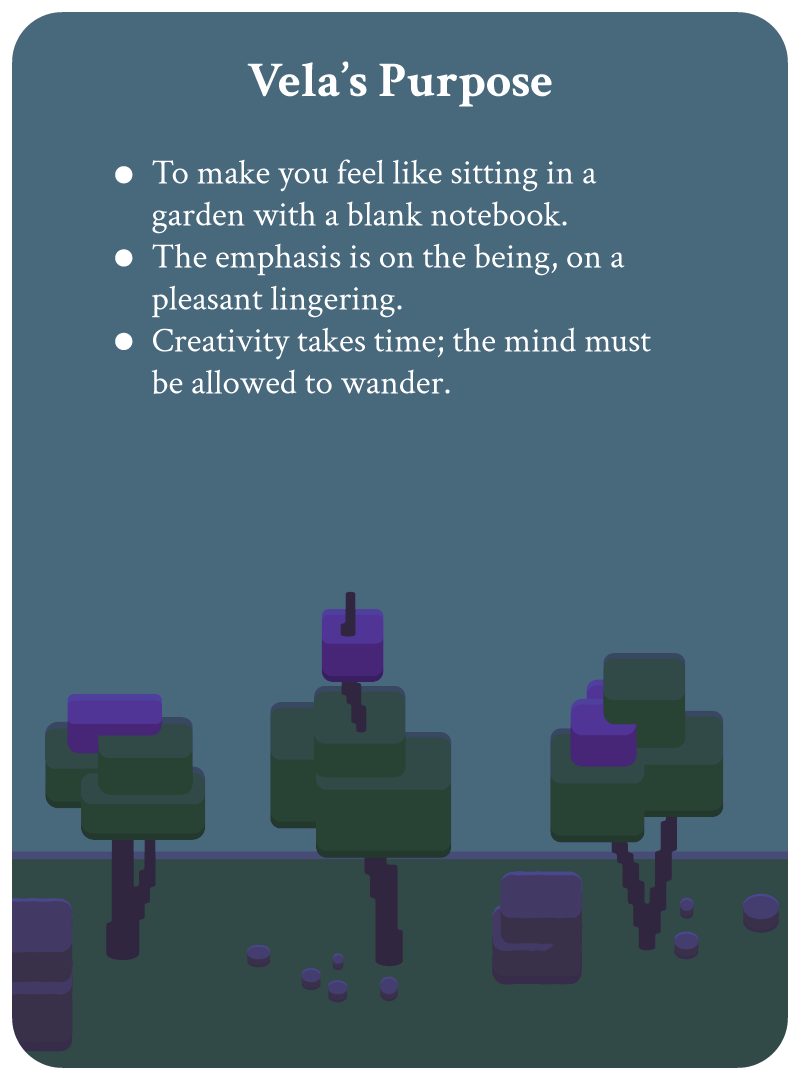 Vela’s Purpose
● To make you feel like sitting in a
garden with a blank notebook.
● The emphasis is on the being, on a
pleasant lingering.
● Creativity takes time; the mind must
be allowed to wander.